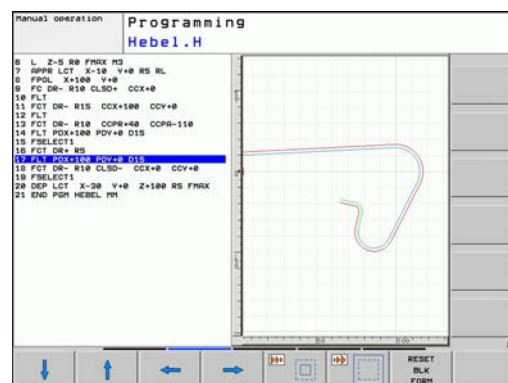 Manual operation
Programming
Hebel.H
6 L Z-5 R0 FMAX M3
7 APPR LCT X-10 Y+0 R5 RL
8 FPOL X+100 Y+0
9 FC DR- R10 CLSD+ CCX+0 CCY+0
10 FLT
11 FCT DR- R15 CCX+100 CCY+0
12 FLT
13 FCT DR- R10 CCPR+40 CCPA-110
14 FLT PDX+100 PDY+0 D15
15 FSELECT1
16 FCT DR+ R5
17 FLT PDX+100 PDY+0 D15
18 FCT DR- R10 CLSD- CCX+0 CCY+0
19 FSELECT1
20 DEP LCT X-30 Y+0 Z+100 R5 FMAX
21 END PGM HEBEL MM
RESET
BLK
FORM